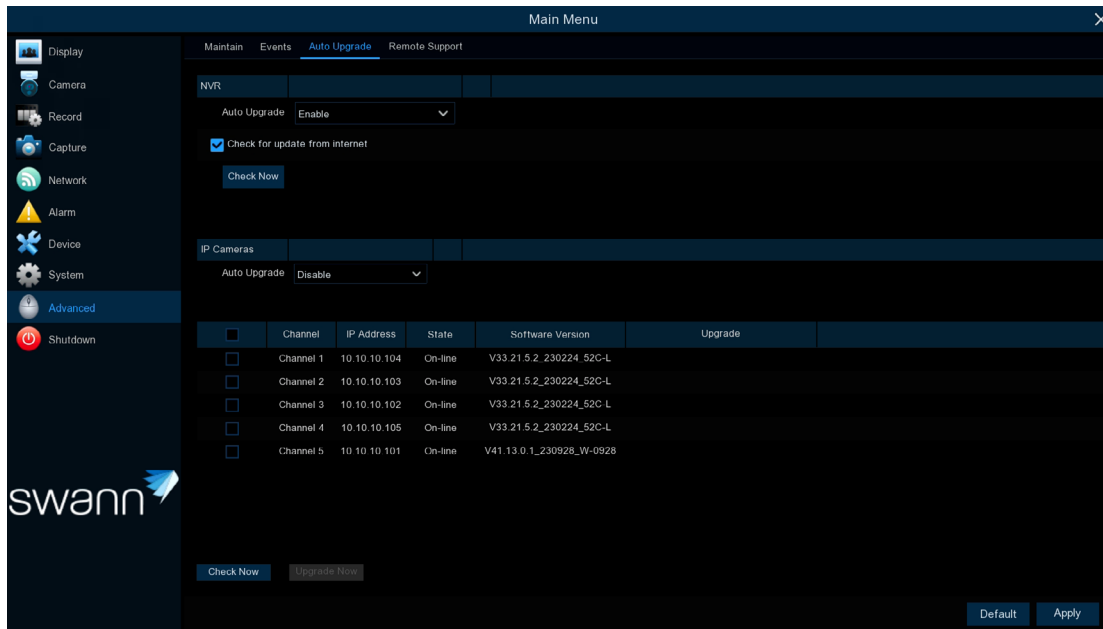 Main Menu
Display
Camera
Record
Capture
Network
Alarm
Device
System
Advanced
Shutdown
swann
Maintain Events Auto Upgrade Remote Support
NVR
Auto Upgrade Enable
Check for update from internet
Check Now
IP Cameras
Auto Upgrade Disable
Channel IP Address State Software Version Upgrade
Channel 1 10.10.10.104 On-line V33.21.5.2_230224_52C-L
Channel 2 10.10.10.103 On-line V33.21.5.2_230224_52C-L
Channel 3 10.10.10.102 On-line V33.21.5.2_230224_52C-L
Channel 4 10.10.10.105 On-line V33.21.5.2_230224_52C-L
Channel 5 10.10.10.101 On-line V41.13.0.1_230928_W-0928
Check Now Upgrade Now
Default Apply